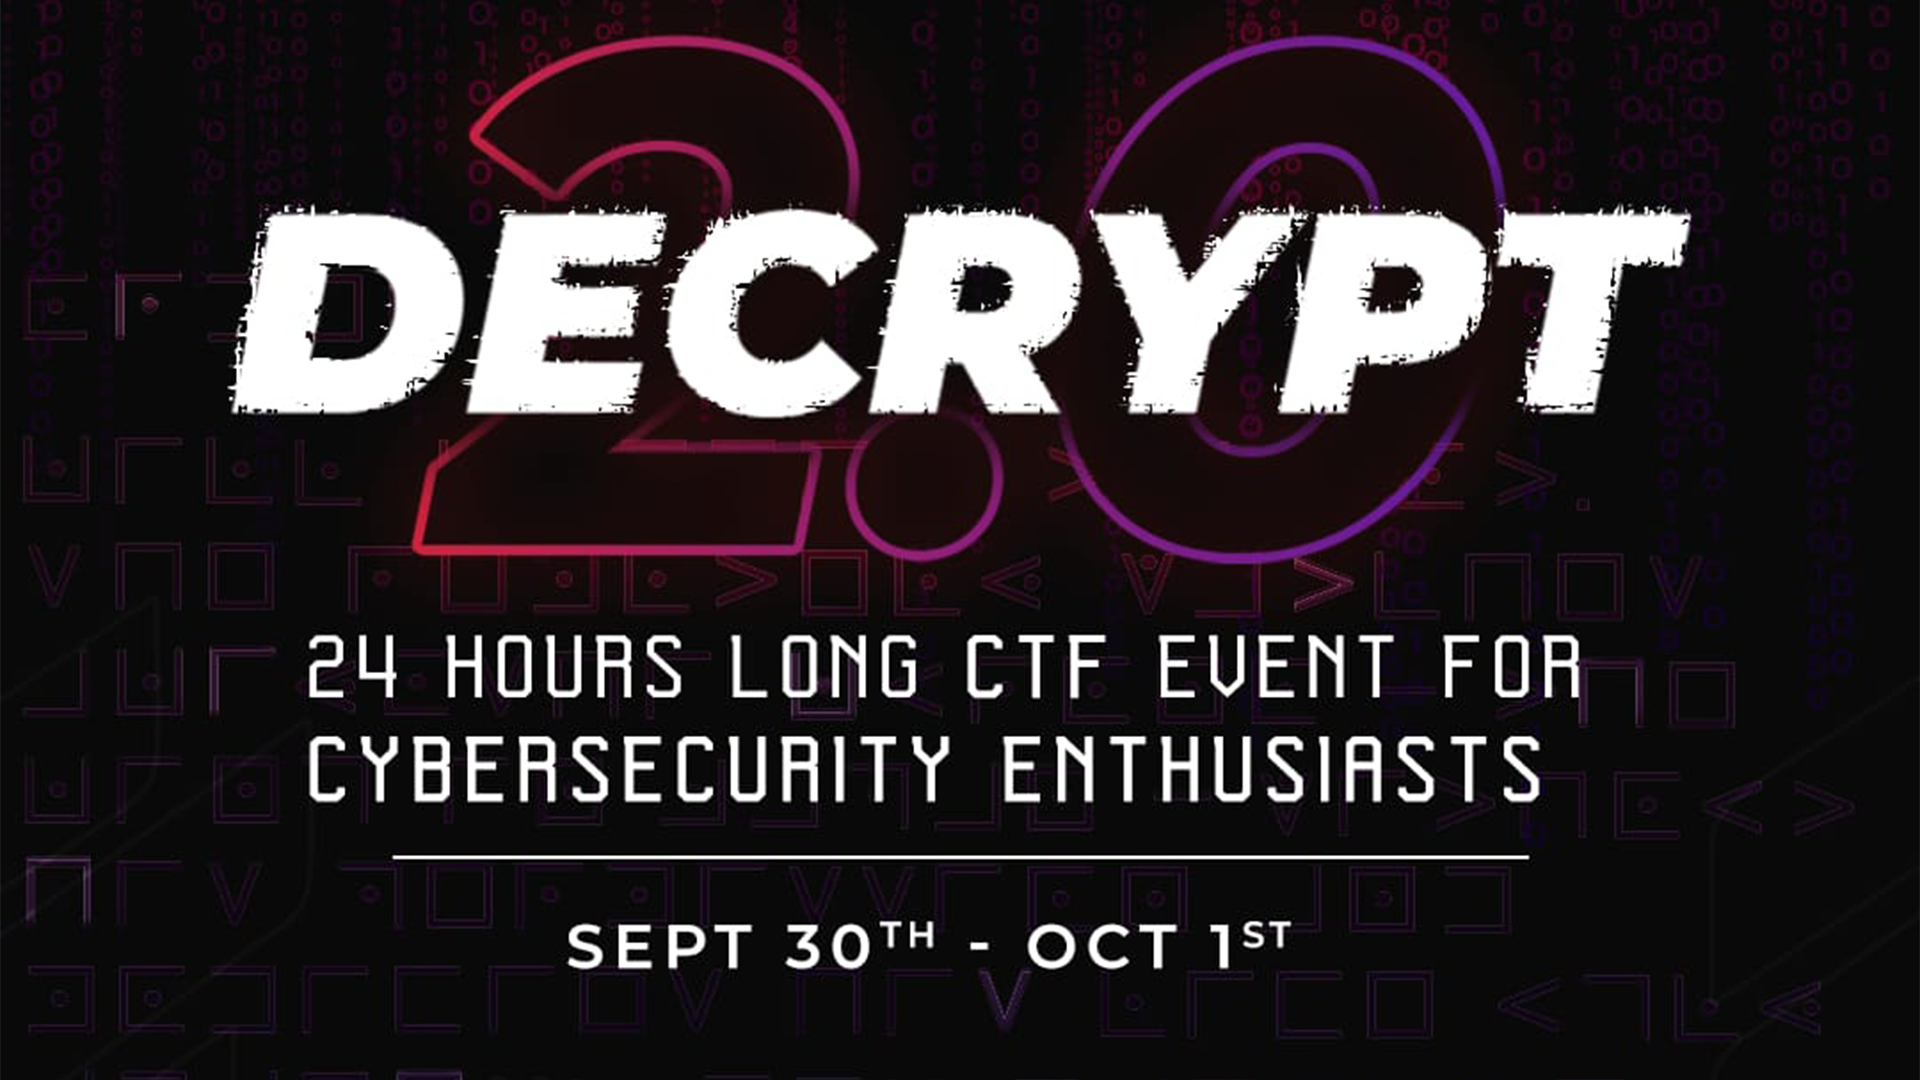 2.0
DECRYPT
24 HOURS LONG CTF EVENT FOR
CYBERSECURITY ENTHUSIASTS
SEPT 30TH - OCT 1ST